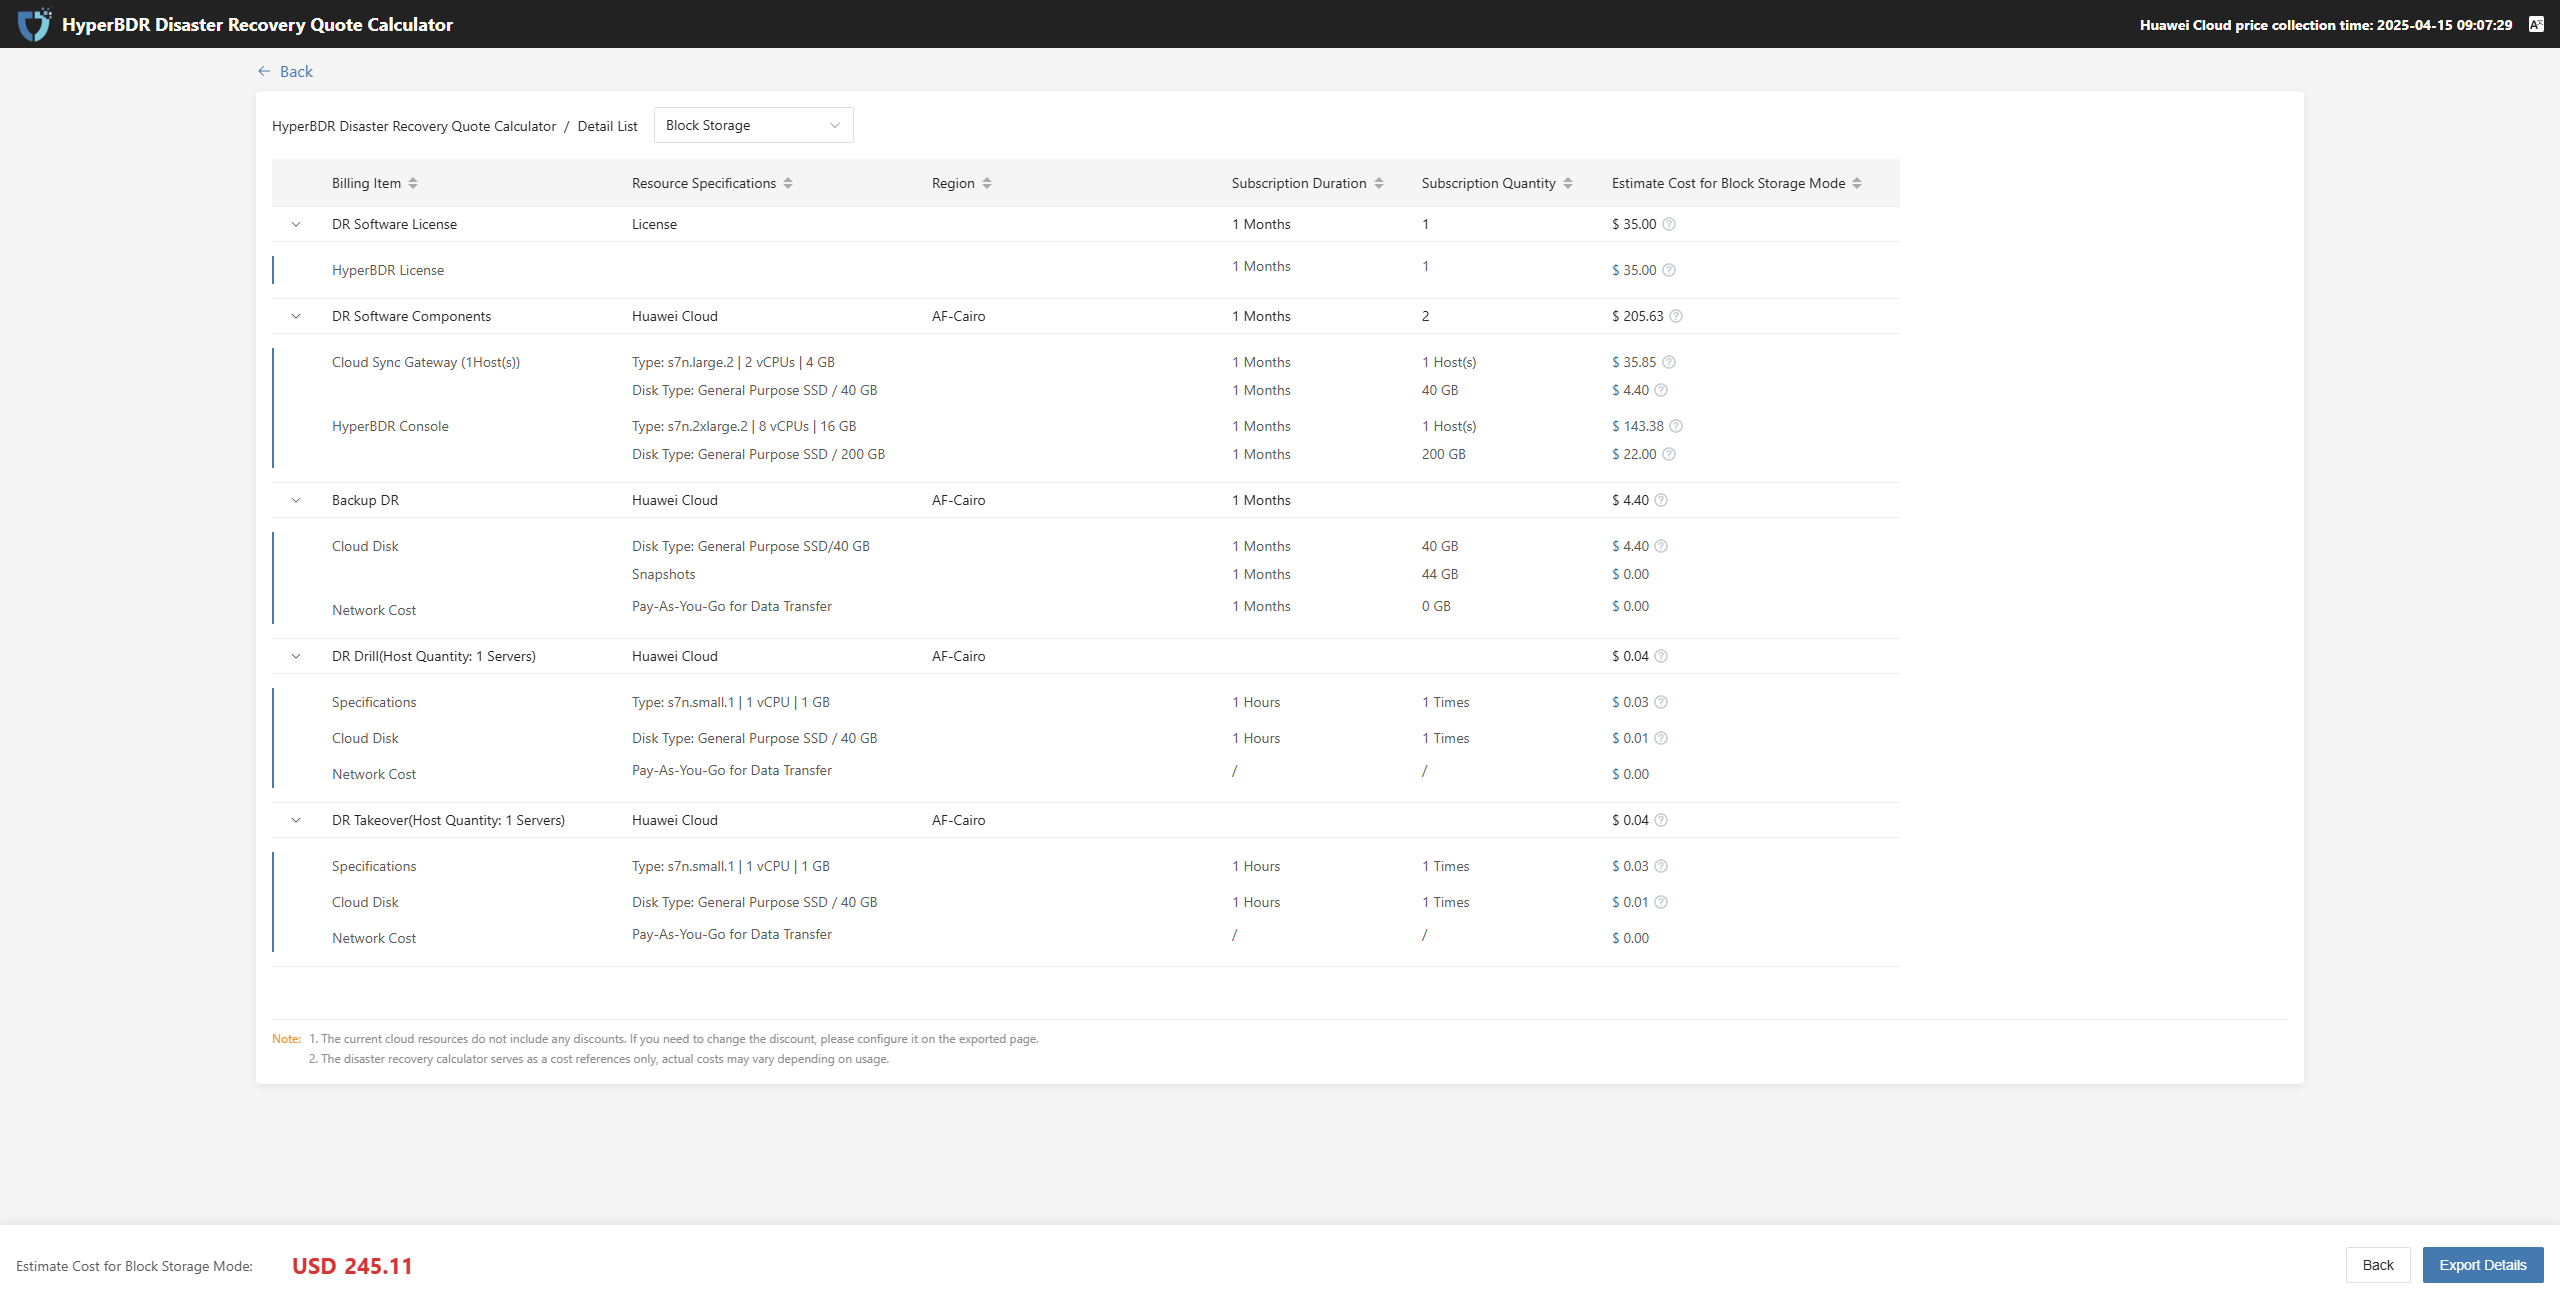 HyperBDR Disaster Recovery Quote Calculator
Huawei Cloud price collection time: 2025-04-15 09:07:29
Back
HyperBDR Disaster Recovery Quote Calculator / Detail List
Block Storage
Billing Item Resource Specifications Region Subscription Duration Subscription Quantity Estimate Cost for Block Storage Mode
DR Software License License 1 Months 1 $ 35.00
HyperBDR License 1 Months 1 $ 35.00
DR Software Components Huawei Cloud AF-Cairo 1 Months 2 $ 205.63
Cloud Sync Gateway (1Host(s)) Type: s7n.large.2 | 2 vCPUs | 4 GB 1 Months 1 Host(s) $ 35.85
Disk Type: General Purpose SSD / 40 GB 1 Months 40 GB $ 4.40
HyperBDR Console Type: s7n.2xlarge.2 | 8 vCPUs | 16 GB 1 Months 1 Host(s) $ 143.38
Disk Type: General Purpose SSD / 200 GB 1 Months 200 GB $ 22.00
Backup DR Huawei Cloud AF-Cairo 1 Months $ 4.40
Cloud Disk Disk Type: General Purpose SSD/40 GB 1 Months 40 GB $ 4.40
Snapshots 1 Months 44 GB $ 0.00
Network Cost Pay-As-You-Go for Data Transfer 1 Months 0 GB $ 0.00
DR Drill(Host Quantity: 1 Servers) Huawei Cloud AF-Cairo $ 0.04
Specifications Type: s7n.small.1 | 1 vCPU | 1 GB 1 Hours 1 Times $ 0.03
Cloud Disk Disk Type: General Purpose SSD / 40 GB 1 Hours 1 Times $ 0.01
Network Cost Pay-As-You-Go for Data Transfer / / $ 0.00
DR Takeover(Host Quantity: 1 Servers) Huawei Cloud AF-Cairo $ 0.04
Specifications Type: s7n.small.1 | 1 vCPU | 1 GB 1 Hours 1 Times $ 0.03
Cloud Disk Disk Type: General Purpose SSD / 40 GB 1 Hours 1 Times $ 0.01
Network Cost Pay-As-You-Go for Data Transfer / / $ 0.00
Note: 1. The current cloud resources do not include any discounts. If you need to change the discount, please configure it on the exported page.
2. The disaster recovery calculator serves as a cost references only, actual costs may vary depending on usage.
Estimate Cost for Block Storage Mode: USD 245.11
Back
Export Details